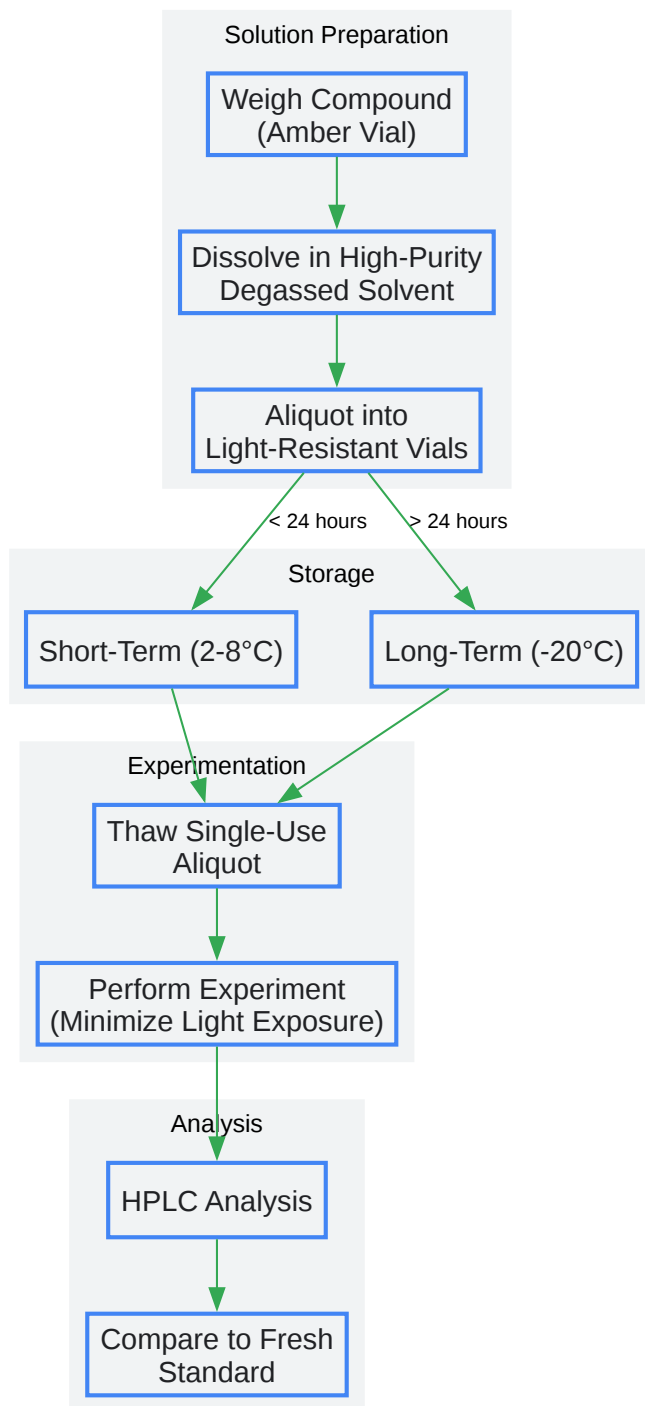 Solution Preparation
Weigh Compound
(Amber Vial)
Dissolve in High-Purity
Degassed Solvent
Aliquot into
Light-Resistant Vials
< 24 hours
> 24 hours
Storage
Short-Term (2-8°C)
Long-Term (-20°C)
Experimentation
Thaw Single-Use
Aliquot
Perform Experiment
(Minimize Light Exposure)
Analysis
HPLC Analysis
Compare to Fresh
Standard